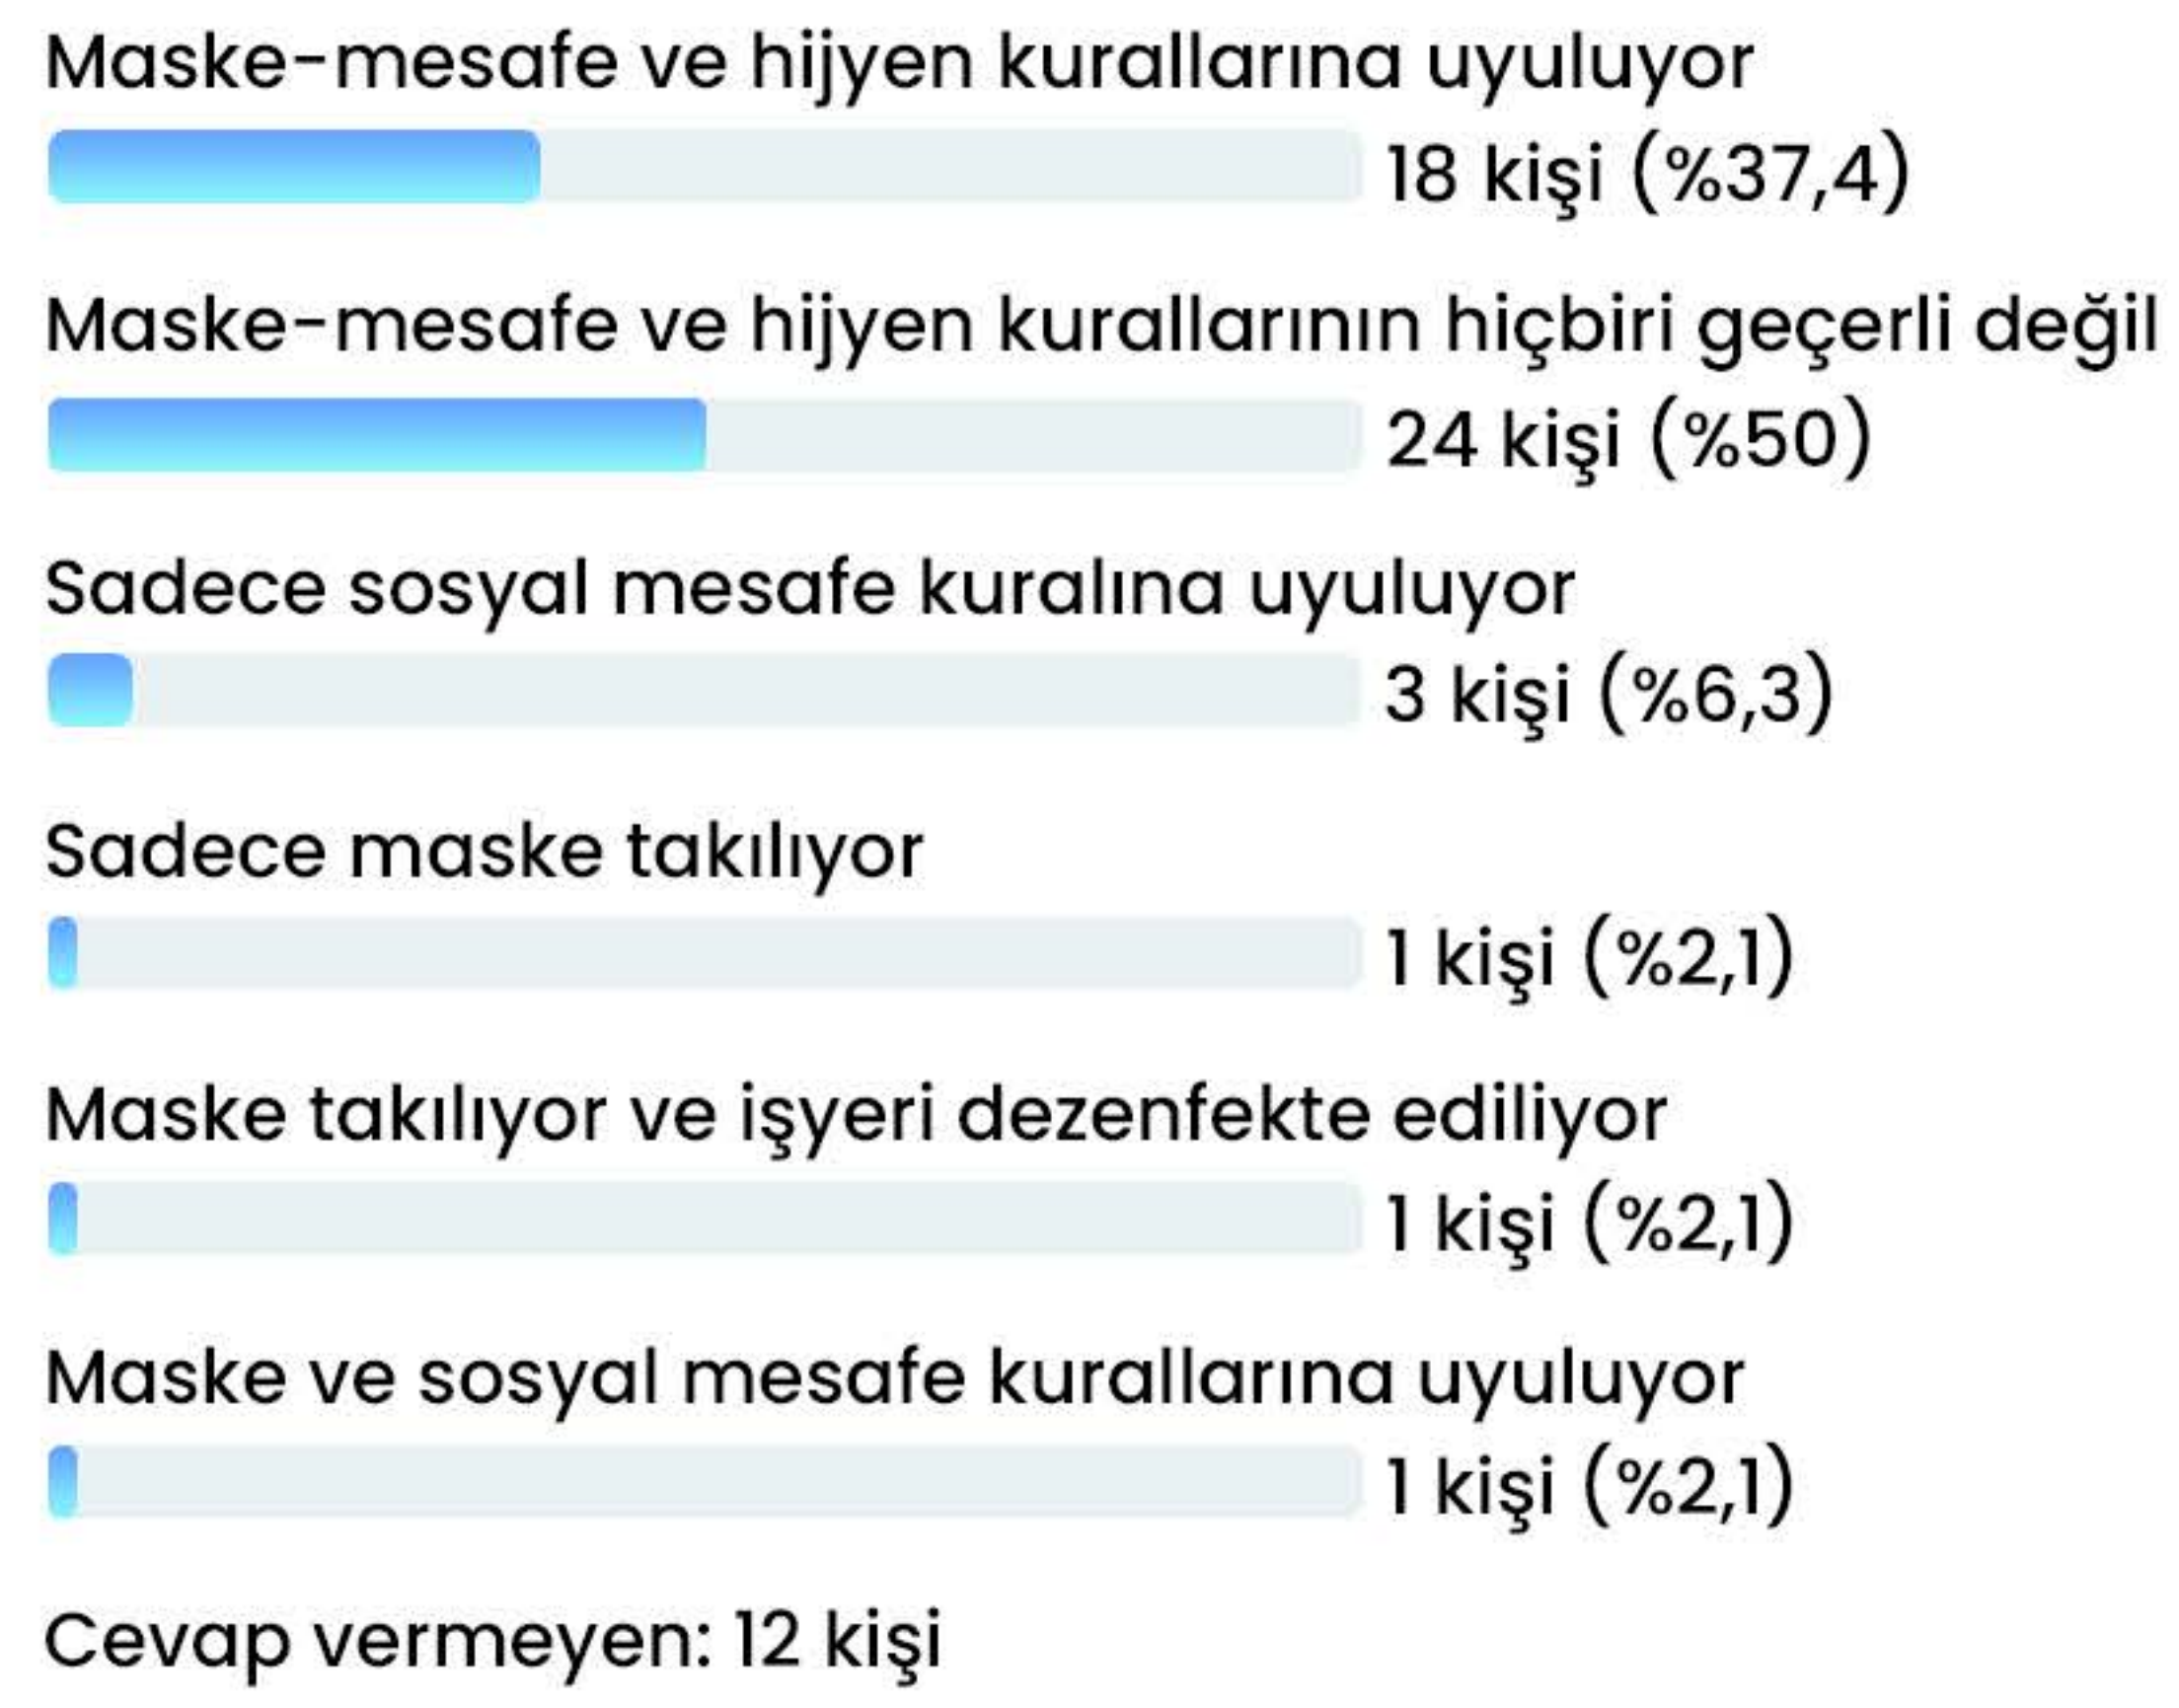 Maske-mesafe ve hijyen kurallarına uyuluyor
18 kişi (%37,4)
Maske-mesafe ve hijyen kurallarının hiçbiri geçerli değil
24 kişi (%50)
Sadece sosyal mesafe kuralına uyuluyor
3 kişi (%6,3)
Sadece maske takılıyor
1 kişi (%2,1)
Maske takılıyor ve işyeri dezenfekte ediliyor
1 kişi (%2,1)
Maske ve sosyal mesafe kurallarına uyuluyor
1 kişi (%2,1)
Cevap vermeyen: 12 kişi